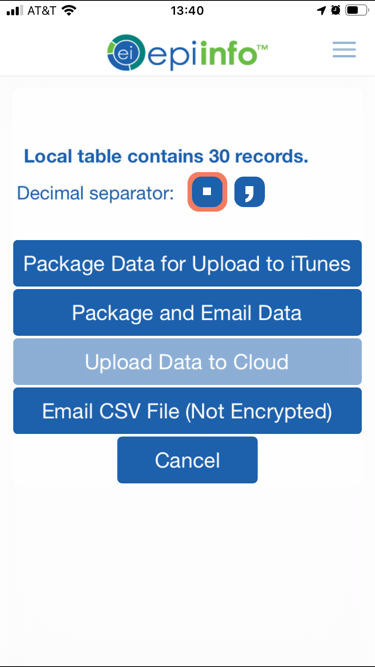 AT&T 13:40
ei epiinfo™
Local table contains 30 records.
Decimal separator: . ,
Package Data for Upload to iTunes
Package and Email Data
Upload Data to Cloud
Email CSV File (Not Encrypted)
Cancel